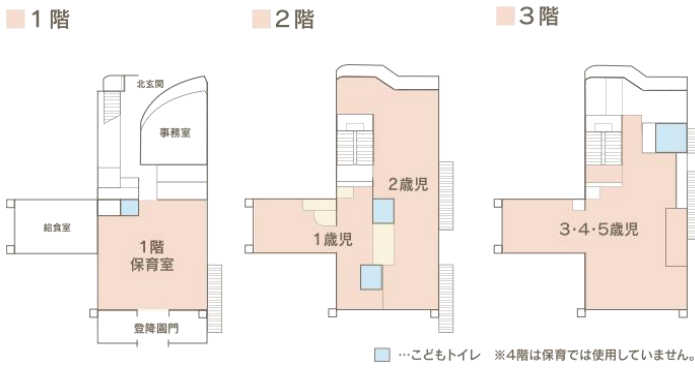 1階
2階
3階
北玄関
事務室
給食室
1階
保育室
登降園門
2歳児
1歳児
3・4・5歳児
…こどもトイレ ※4階は保育では使用していません。